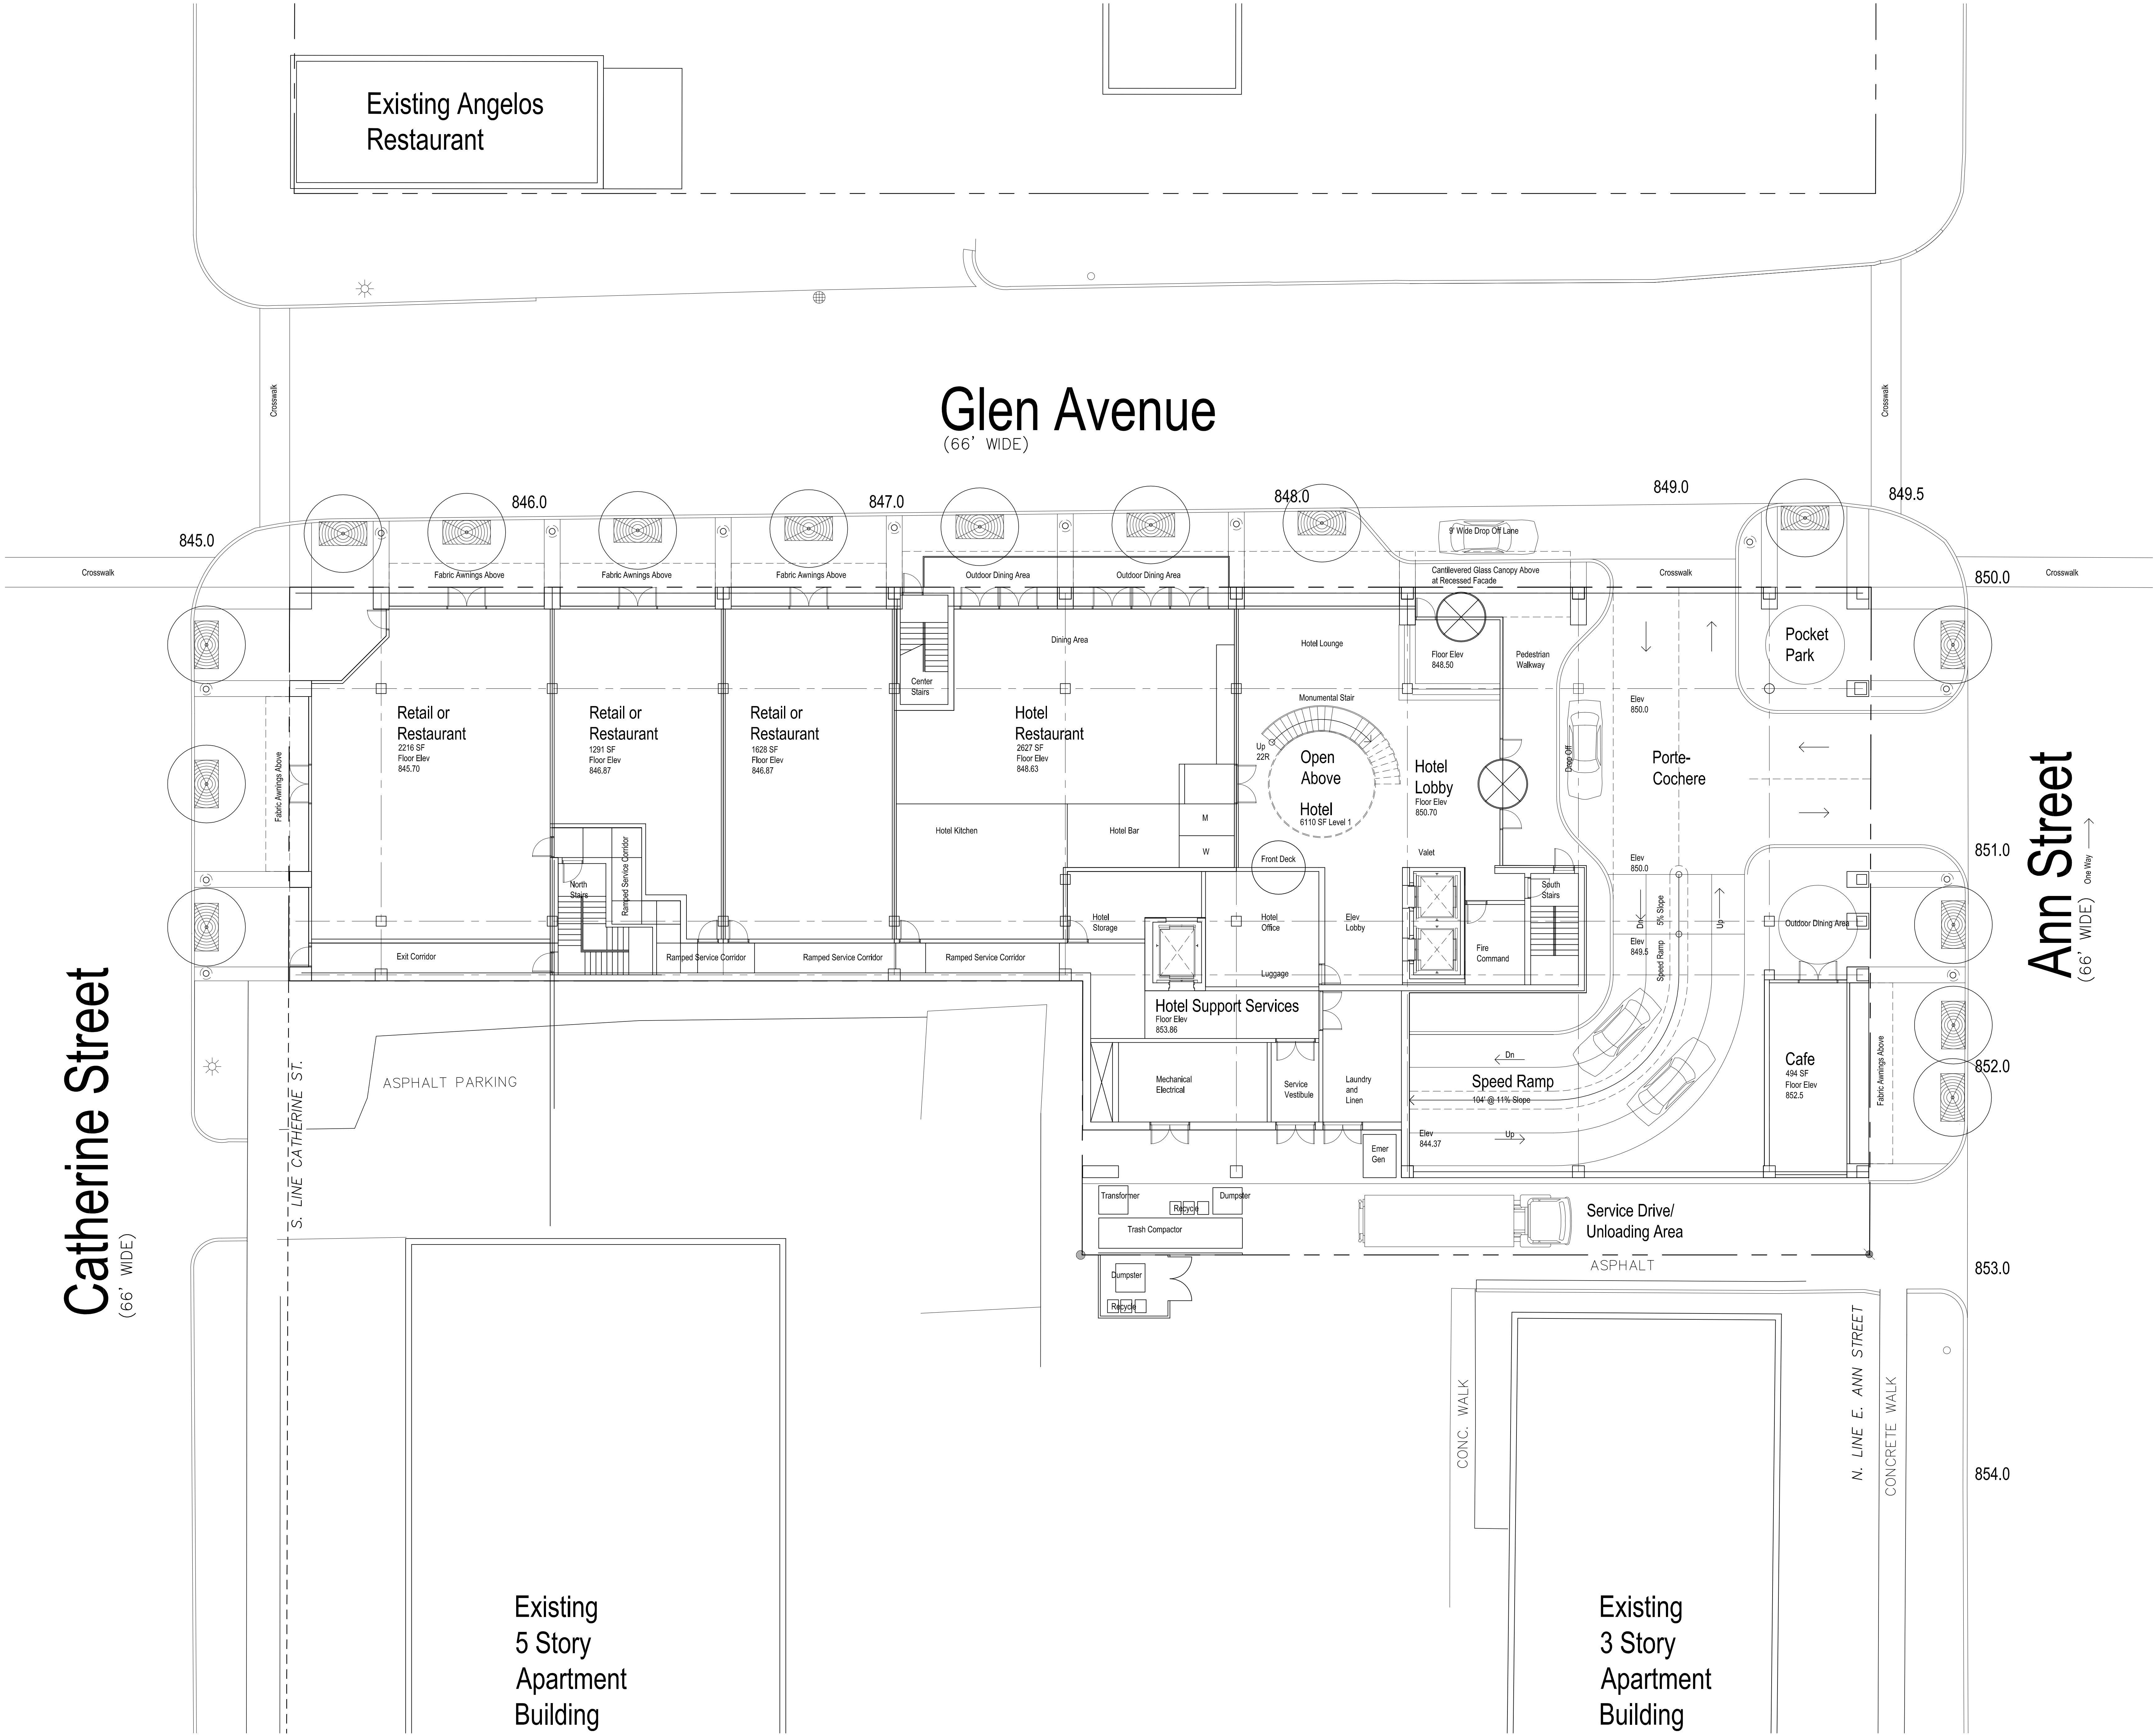 Existing Angelos
Restaurant
Crosswalk
Crosswalk
Glen Avenue
(66' WIDE)
845.0
846.0
847.0
848.0
849.0
849.5
850.0
Crosswalk
Crosswalk
Crosswalk
9' Wide Drop Off Lane
Fabric Awnings Above
Fabric Awnings Above
Fabric Awnings Above
Outdoor Dining Area
Outdoor Dining Area
Cantilevered Glass Canopy Above
at Recessed Facade
Dining Area
Hotel Lounge
Floor Elev
848.50
Pedestrian
Walkway
Pocket
Park
Center
Stairs
Monumental Stair
Elev
850.0
Retail or
Restaurant
2216 SF
Floor Elev
845.70
Retail or
Restaurant
1291 SF
Floor Elev
846.87
Retail or
Restaurant
1628 SF
Floor Elev
846.87
Hotel
Restaurant
2627 SF
Floor Elev
848.63
Up
22R
Open
Above
Hotel
6110 SF Level 1
Hotel
Lobby
Floor Elev
850.70
Drop Off
Porte-
Cochere
Fabric Awnings Above
Hotel Kitchen
Hotel Bar
M
W
Front Deck
Valet
Elev
850.0
851.0
Ann Street
(66' WIDE)
One Way
North
Stairs
Ramped Service Corridor
Hotel
Storage
Hotel
Office
Elev
Lobby
South
Stairs
Fire
Command
Dn
5% Slope
Speed Ramp
Up
Elev
849.5
Outdoor Dining Area
Exit Corridor
Ramped Service Corridor
Ramped Service Corridor
Ramped Service Corridor
Luggage
Hotel Support Services
Floor Elev
853.86
Catherine Street
(66' WIDE)
S. LINE CATHERINE ST.
ASPHALT PARKING
Mechanical
Electrical
Service
Vestibule
Laundry
and
Linen
Dn
Speed Ramp
104' @ 11% Slope
Elev
844.37
Up
Cafe
494 SF
Floor Elev
852.5
Fabric Awnings Above
852.0
Emer
Gen
Transformer
Recycle
Dumpster
Trash Compactor
Service Drive/
Unloading Area
ASPHALT
Dumpster
Recycle
853.0
CONC. WALK
N. LINE E. ANN STREET
CONCRETE WALK
854.0
Existing
5 Story
Apartment
Building
Existing
3 Story
Apartment
Building